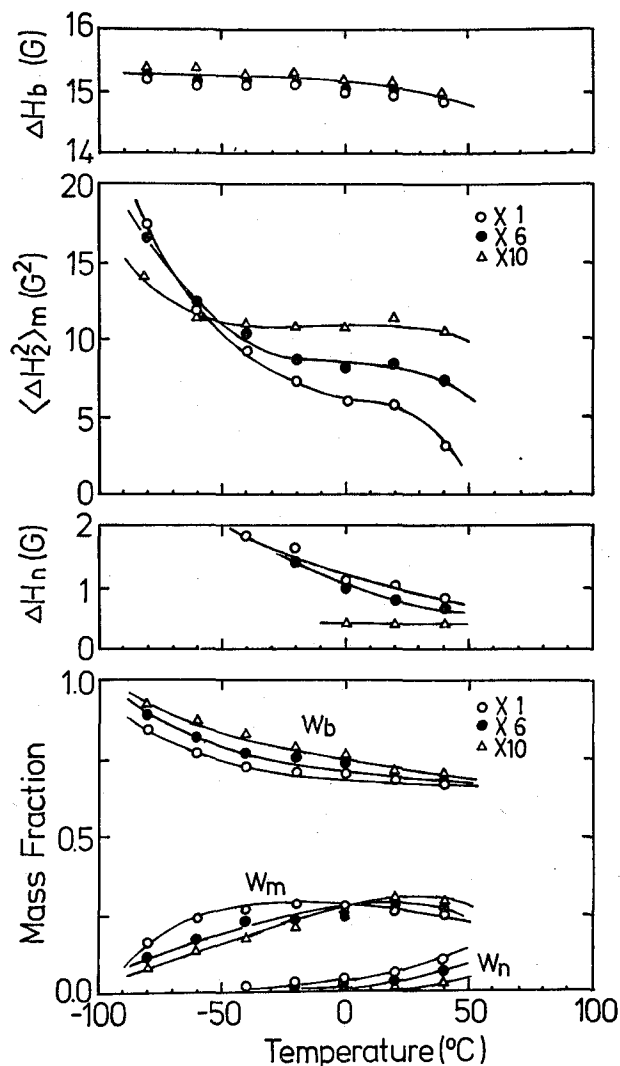 ΔHb (G)
16
15
14
⟨ΔH₂²⟩m (G²)
20
15
10
5
0
○ X 1
● X 6
△ X10
ΔHn (G)
2
1
0
Mass Fraction
1.0
0.5
0.0
Wb
○ X 1
● X 6
△ X10
Wm
Wn
-100 -50 0 50 100
Temperature (°C)